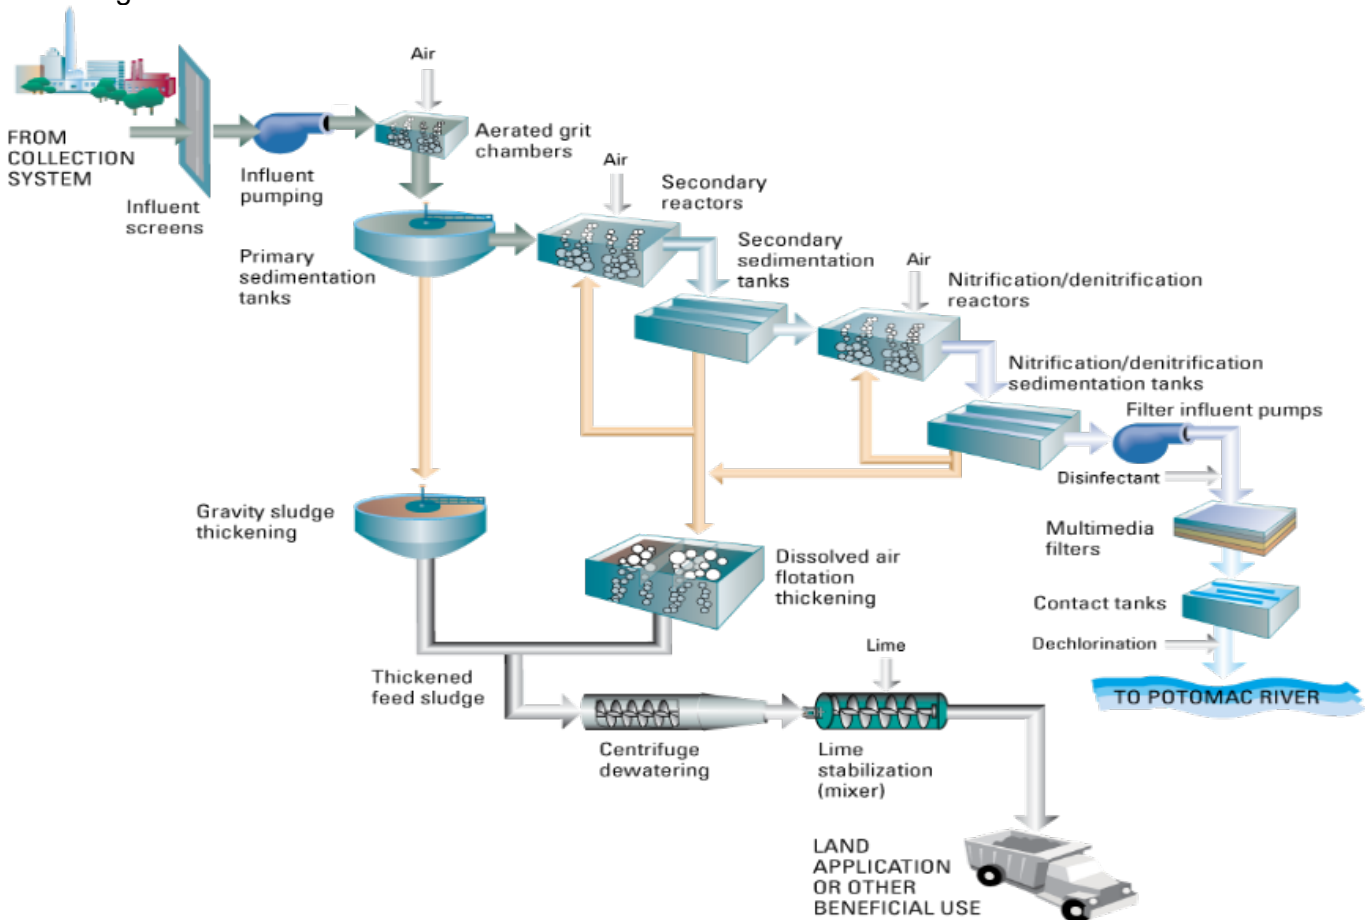 Air
FROM
COLLECTION
SYSTEM
Aerated grit
chambers
Influent
pumping
Influent
screens
Air
Secondary
reactors
Primary
sedimentation
tanks
Secondary
sedimentation
tanks
Air
Nitrification/denitrification
reactors
Nitrification/denitrification
sedimentation tanks
Filter influent pumps
Disinfectant
Gravity sludge
thickening
Multimedia
filters
Dissolved air
flotation
thickening
Contact tanks
Dechlorination
Lime
Thickened
feed sludge
TO POTOMAC RIVER
Centrifuge
dewatering
Lime
stabilization
(mixer)
LAND
APPLICATION
OR OTHER
BENEFICIAL USE